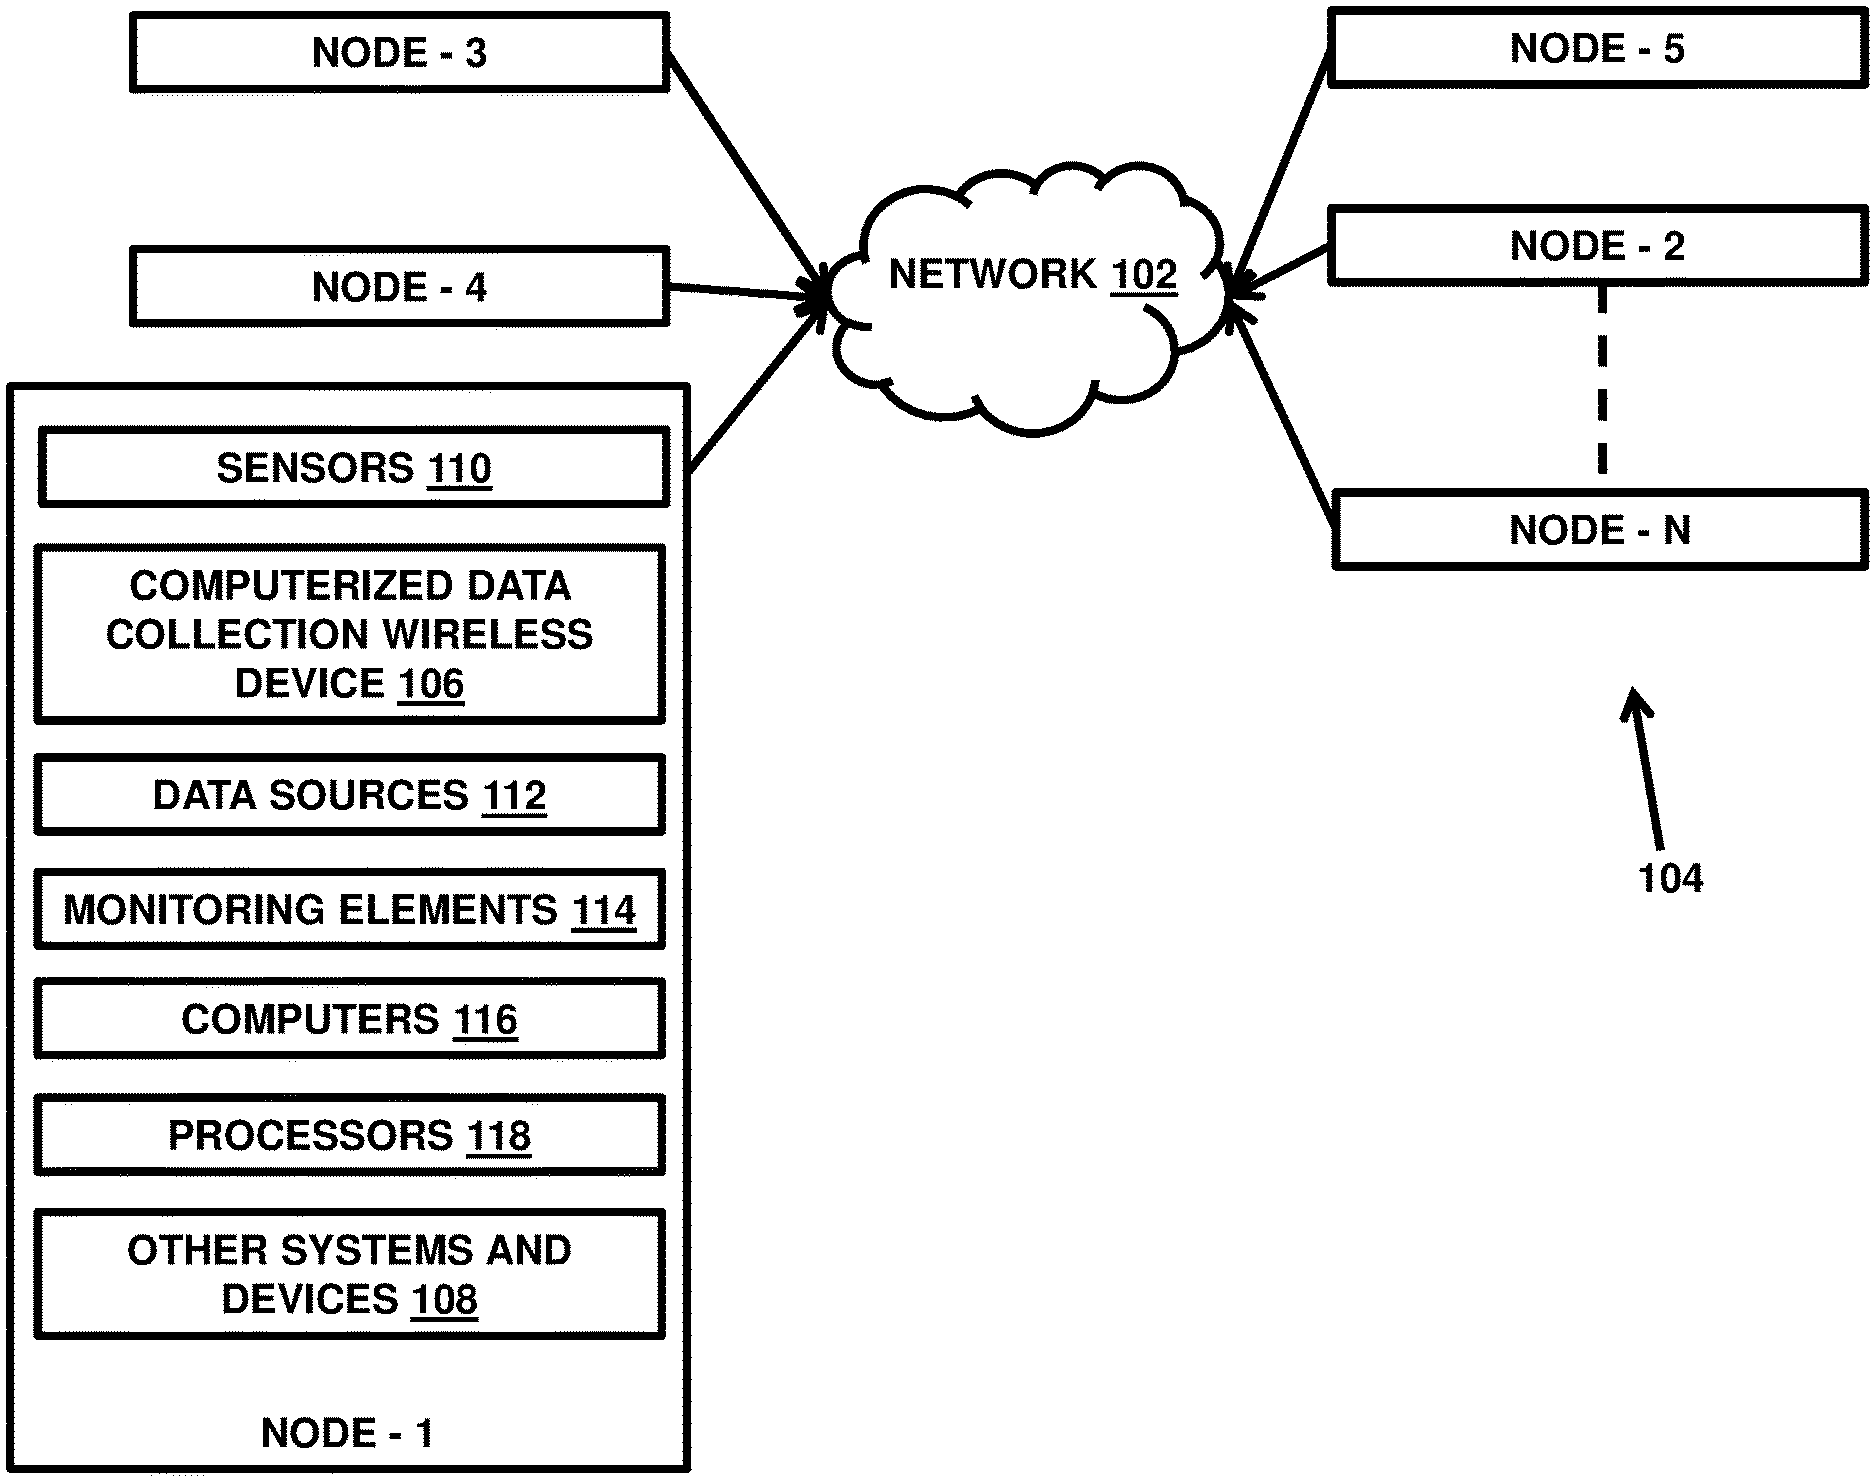 NODE - 3
NODE - 5
NODE - 4
NETWORK 102
NODE - 2
NODE - N
SENSORS 110
COMPUTERIZED DATA
COLLECTION WIRELESS
DEVICE 106
DATA SOURCES 112
MONITORING ELEMENTS 114
COMPUTERS 116
PROCESSORS 118
OTHER SYSTEMS AND
DEVICES 108
NODE - 1
104